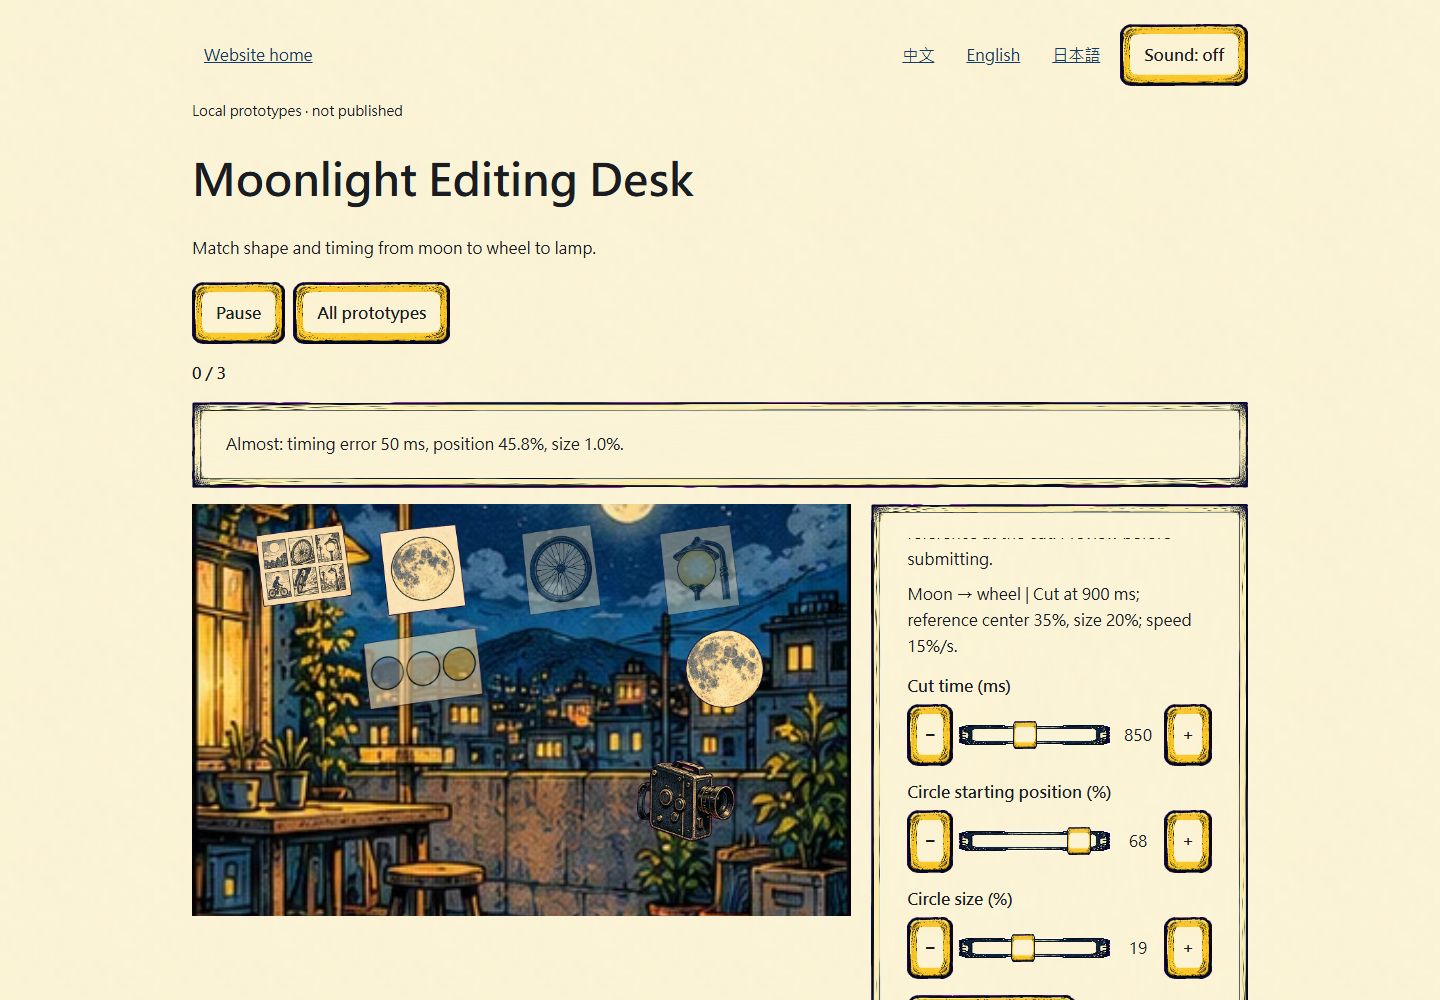 Website home
中文
English
日本語
Sound: off
Local prototypes · not published
Moonlight Editing Desk
Match shape and timing from moon to wheel to lamp.
Pause
All prototypes
0 / 3
Almost: timing error 50 ms, position 45.8%, size 1.0%.
submitting.
Moon → wheel | Cut at 900 ms;
reference center 35%, size 20%; speed
15%/s.
Cut time (ms)
−
850
+
Circle starting position (%)
−
68
+
Circle size (%)
−
19
+